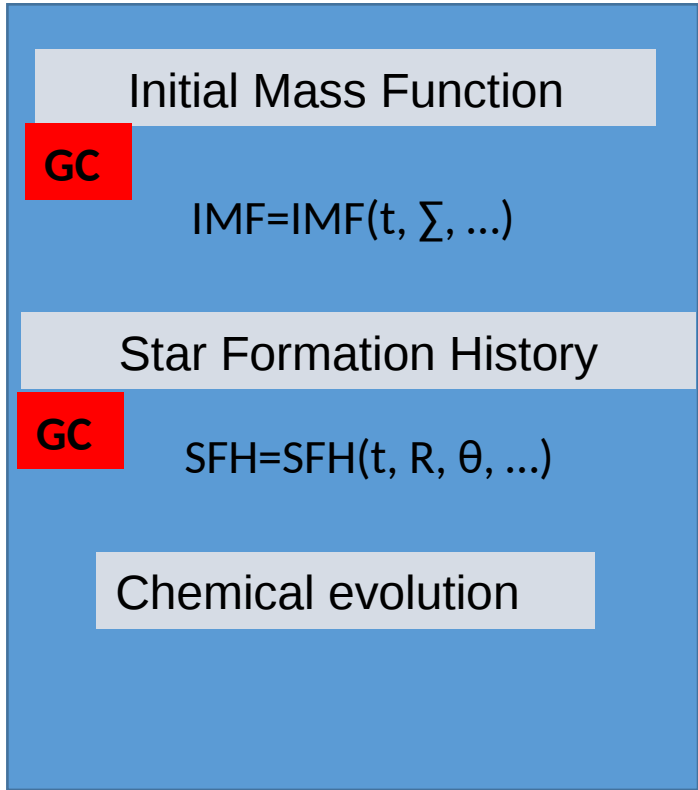 Initial Mass Function
GC
IMF=IMF(t, ∑, ...)
Star Formation History
GC
SFH=SFH(t, R, θ, ...)
Chemical evolution